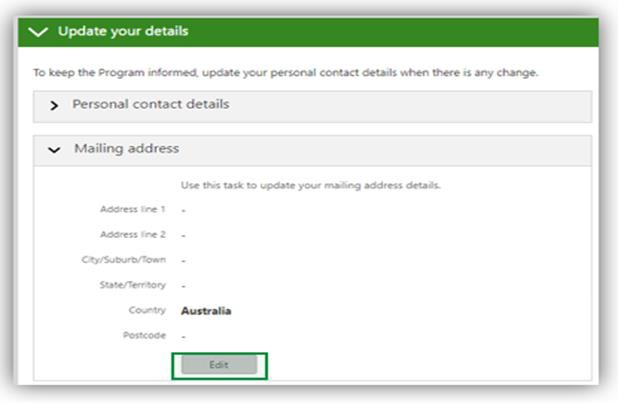 Update your details
To keep the Program informed, update your personal contact details when there is any change.
Personal contact details
Mailing address
Use this task to update your mailing address details.
Address line 1 -
Address line 2 -
City/Suburb/Town -
State/Territory -
Country Australia
Postcode -
Edit